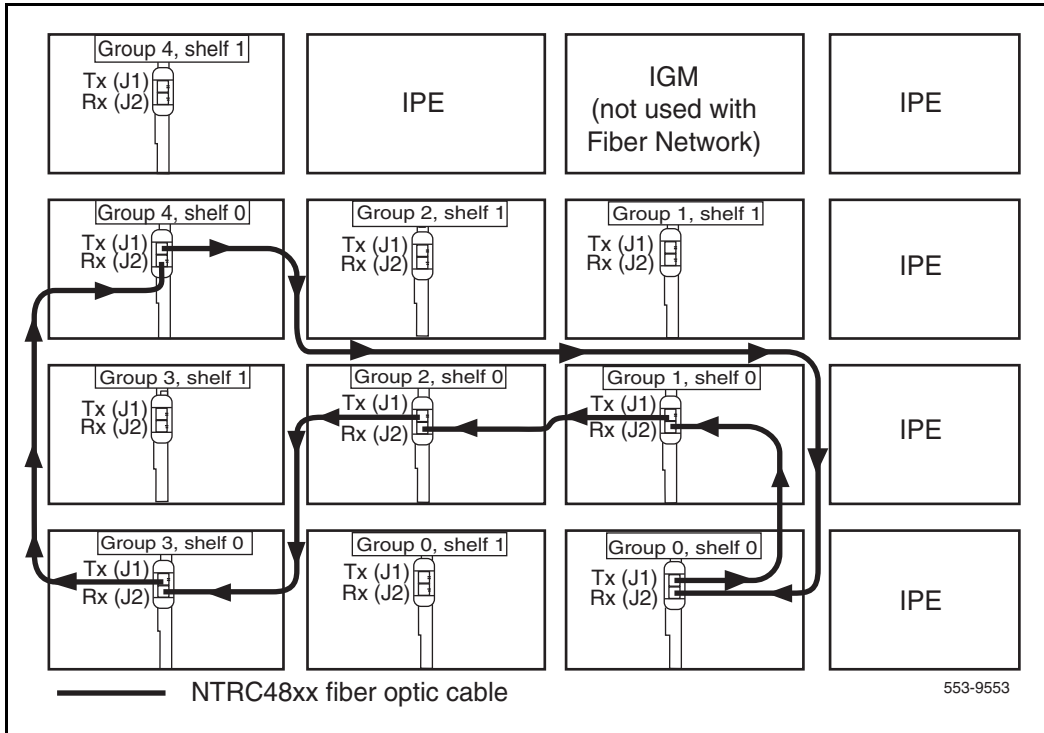 Group 4, shelf 1
Tx (J1)
Rx (J2)
IPE
IGM
(not used with
Fiber Network)
IPE
Group 4, shelf 0
Tx (J1)
Rx (J2)
Group 2, shelf 1
Tx (J1)
Rx (J2)
Group 1, shelf 1
Tx (J1)
Rx (J2)
IPE
Group 3, shelf 1
Tx (J1)
Rx (J2)
Group 2, shelf 0
Tx (J1)
Rx (J2)
Group 1, shelf 0
Tx (J1)
Rx (J2)
IPE
Group 3, shelf 0
Tx (J1)
Rx (J2)
Group 0, shelf 1
Tx (J1)
Rx (J2)
Group 0, shelf 0
Tx (J1)
Rx (J2)
IPE
NTRC48xx fiber optic cable
553-9553